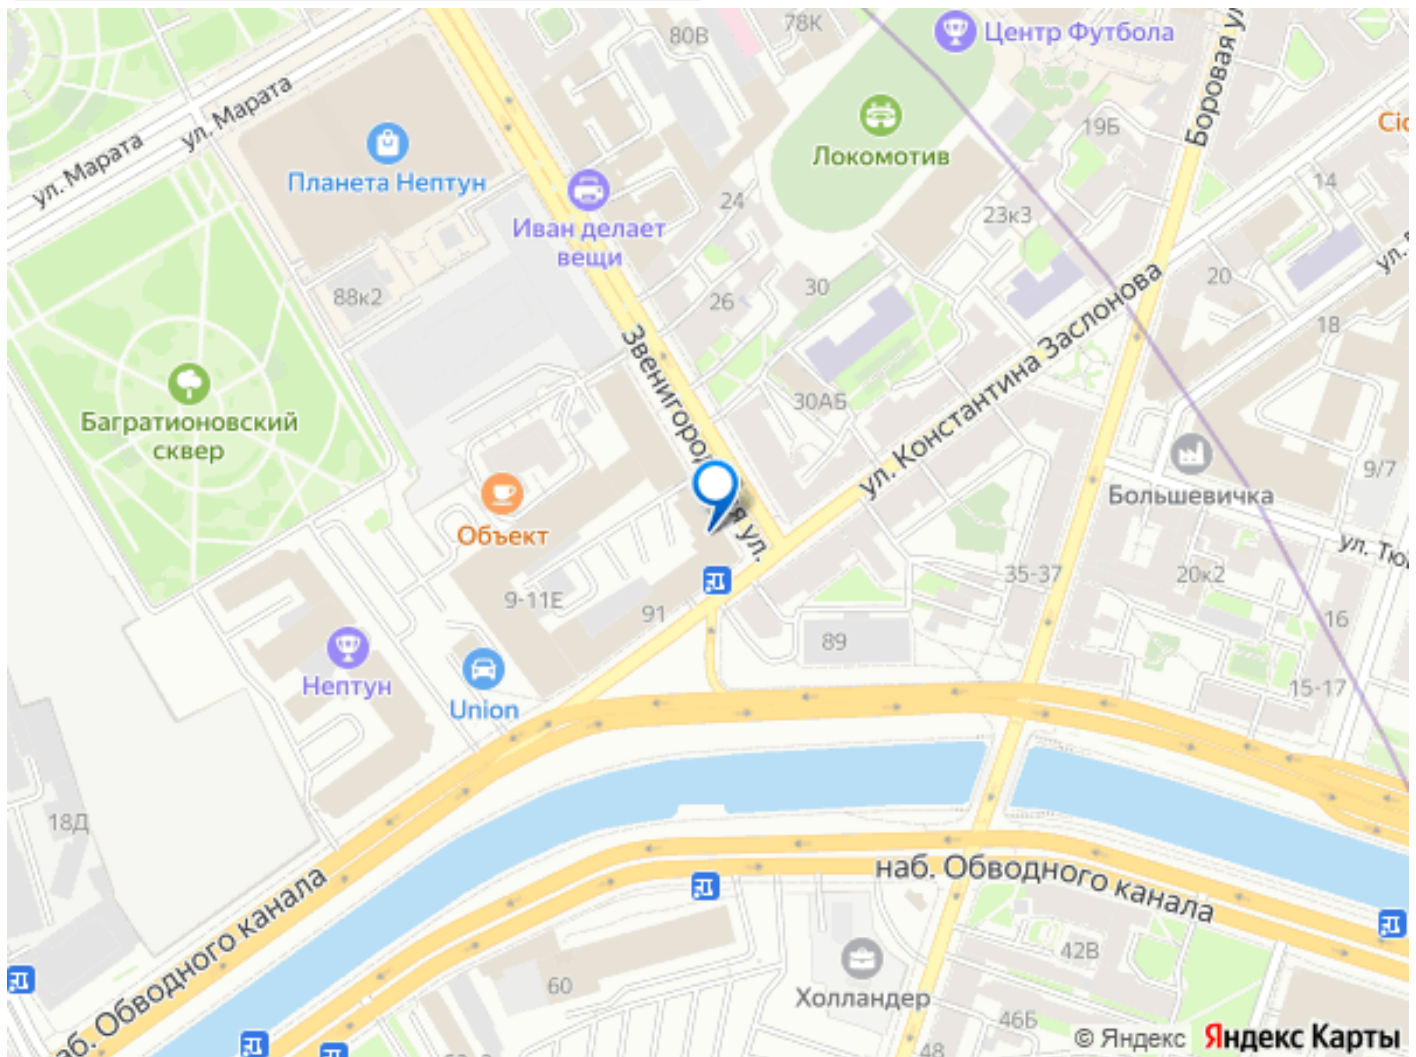 78К
80В
Центр Футбола
Боровая ул
ул. Марата
ул. Марата
Планета Нептун
Локомотив
19Б
Cic
14
24
23к3
Иван делает
вещи
ул.
20
88к2
26
30
18
Звенигородская ул.
ул. Константина Заслонова
30АБ
Багратионовский
сквер
9/7
Большевичка
Объект
ул. Тю
9-11Е
91
35-37
20к2
16
89
Нептун
Union
15-17
18Д
наб. Обводного канала
наб. Обводного канала
42В
60
Холландер
46Б
48
© Яндекс Яндекс Карты